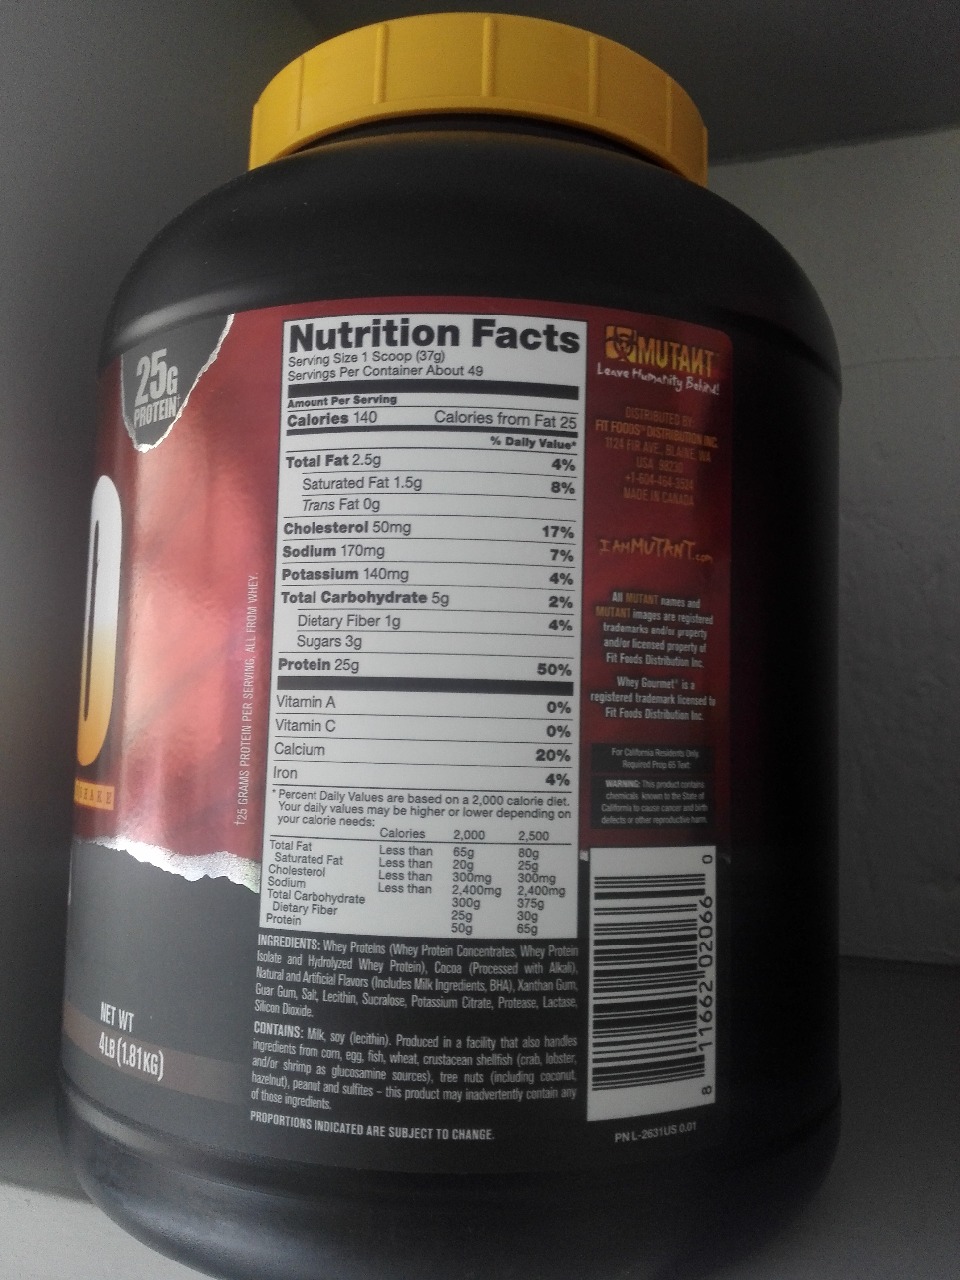 25G
PROTEIN†
0
SHAKE
†25 GRAMS PROTEIN PER SERVING, ALL FROM WHEY.
NET WT
4LB (1.81KG)
Nutrition Facts
Serving Size 1 Scoop (37g)
Servings Per Container About 49
Amount Per Serving
Calories 140 Calories from Fat 25
% Daily Value*
Total Fat 2.5g 4%
Saturated Fat 1.5g 8%
Trans Fat 0g
Cholesterol 50mg 17%
Sodium 170mg 7%
Potassium 140mg 4%
Total Carbohydrate 5g 2%
Dietary Fiber 1g 4%
Sugars 3g
Protein 25g 50%
Vitamin A 0%
Vitamin C 0%
Calcium 20%
Iron 4%
* Percent Daily Values are based on a 2,000 calorie diet.
Your daily values may be higher or lower depending on
your calorie needs:
Calories 2,000 2,500
Total Fat Less than 65g 80g
Saturated Fat Less than 20g 25g
Cholesterol Less than 300mg 300mg
Sodium Less than 2,400mg 2,400mg
Total Carbohydrate 300g 375g
Dietary Fiber 25g 30g
Protein 50g 65g
INGREDIENTS: Whey Proteins (Whey Protein Concentrates, Whey Protein
Isolate and Hydrolyzed Whey Protein), Cocoa (Processed with Alkali),
Natural and Artificial Flavors (Includes Milk Ingredients, BHA), Xanthan Gum,
Guar Gum, Salt, Lecithin, Sucralose, Potassium Citrate, Protease, Lactase,
Silicon Dioxide.
CONTAINS: Milk, soy (lecithin). Produced in a facility that also handles
ingredients from corn, egg, fish, wheat, crustacean shellfish (crab, lobster,
and/or shrimp as glucosamine sources), tree nuts (including coconut,
hazelnut), peanut and sulfites – this product may inadvertently contain any
of those ingredients.
PROPORTIONS INDICATED ARE SUBJECT TO CHANGE.
MUTANT
Leave Humanity Behind!
DISTRIBUTED BY:
FIT FOODS™ DISTRIBUTION INC.
1124 FIR AVE., BLAINE, WA
USA 98230
+1-604-464-3524
MADE IN CANADA
IAMMUTANT.com
All MUTANT names and
MUTANT images are registered
trademarks and/or property
and/or licensed property of
Fit Foods Distribution Inc.
Whey Gourmet® is a
registered trademark licensed to
Fit Foods Distribution Inc.
For California Residents Only.
Required Prop 65 Text:
WARNING: This product contains
chemicals known to the State of
California to cause cancer and birth
defects or other reproductive harm.
8 11662 02066 0
PN L-2631US 0.01